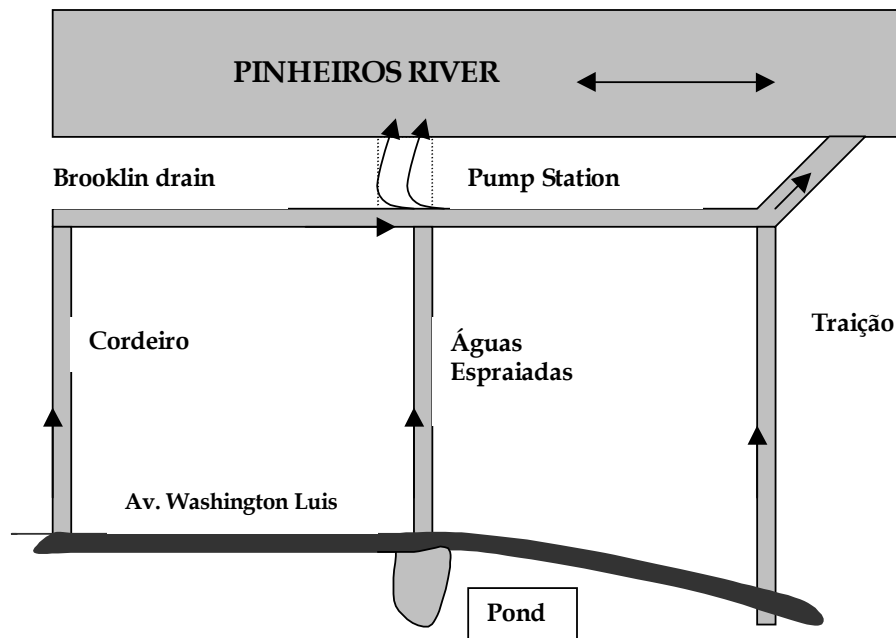 PINHEIROS RIVER
Brooklin drain
Pump Station
Cordeiro
Águas
Espraiadas
Traição
Av. Washington Luis
Pond